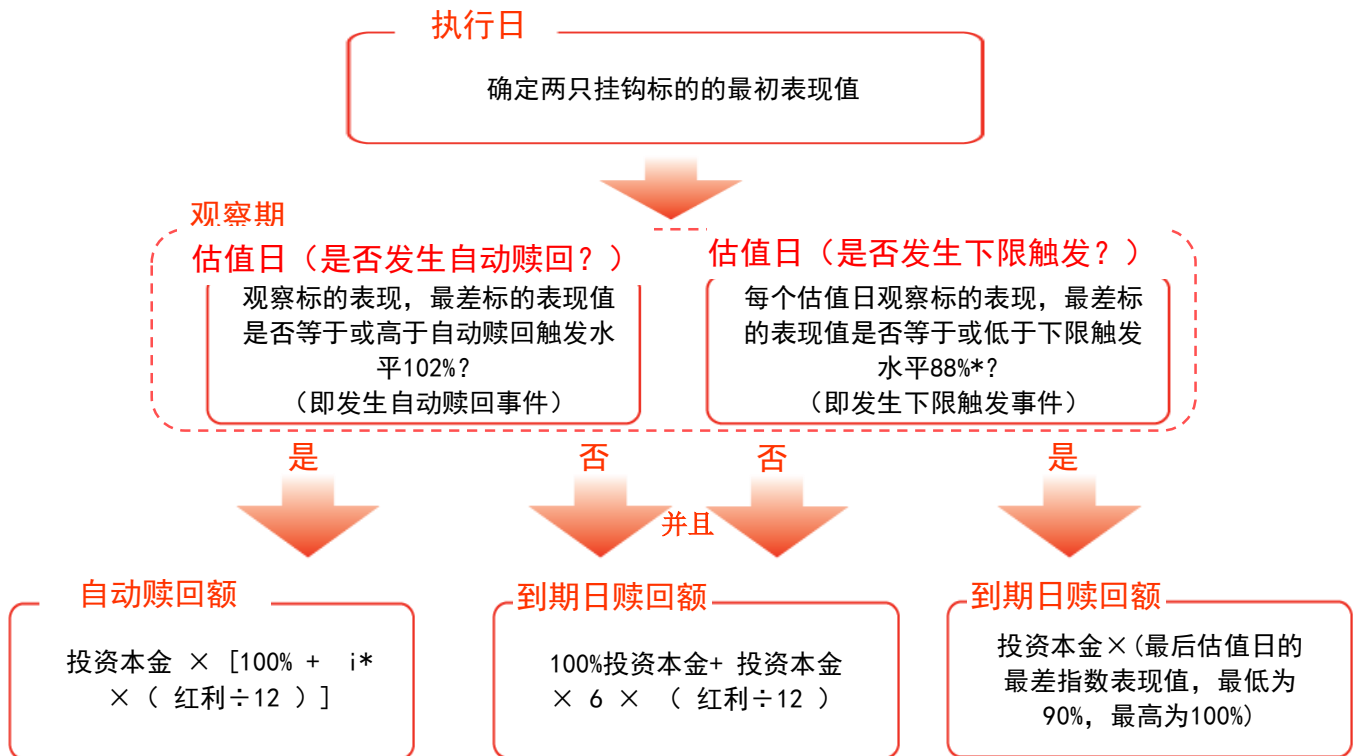 执行日
确定两只挂钩标的的最初表现值
观察期
估值日（是否发生自动赎回？）
观察标的表现，最差标的表现值
是否等于或高于自动赎回触发水
平102%？
（即发生自动赎回事件）
估值日（是否发生下限触发？）
每个估值日观察标的表现，最差标
的表现值是否等于或低于下限触发
水平88%*？
（即发生下限触发事件）
是
否
否
是
并且
自动赎回额
投资本金 × [100% + i*
×（ 红利÷12 ）]
到期日赎回额
100%投资本金+ 投资本金
× 6 × （ 红利÷12 ）
到期日赎回额
投资本金×(最后估值日的
最差指数表现值，最低为
90%，最高为100%)